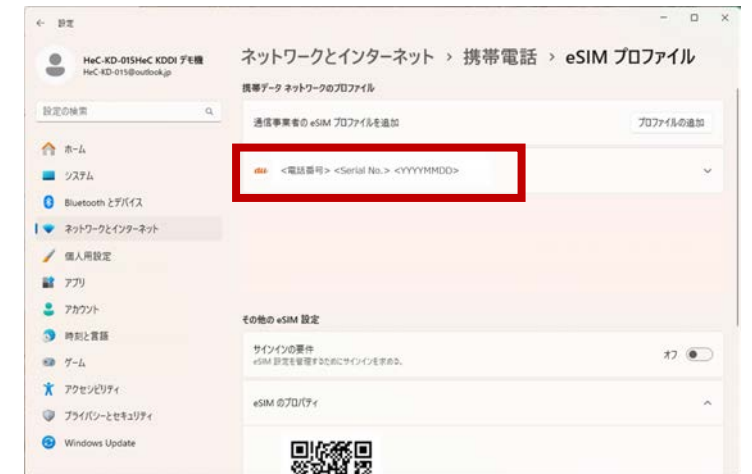 ← 設定
HeC-KD-015HeC KDDI デモ機
HeC-KD-015@outlook.jp
設定の検索
ホーム
システム
Bluetooth とデバイス
ネットワークとインターネット
個人用設定
アプリ
アカウント
時刻と言語
ゲーム
アクセシビリティ
プライバシーとセキュリティ
Windows Update
ネットワークとインターネット › 携帯電話 › eSIM プロファイル
携帯データ ネットワークのプロファイル
通信事業者の eSIM プロファイルを追加
プロファイルの追加
au <電話番号> <Serial No.> <YYYYMMDD>
その他の eSIM 設定
サインインの要件
eSIM 設定を管理するためにサインインを求める。
オフ
eSIM のプロパティ